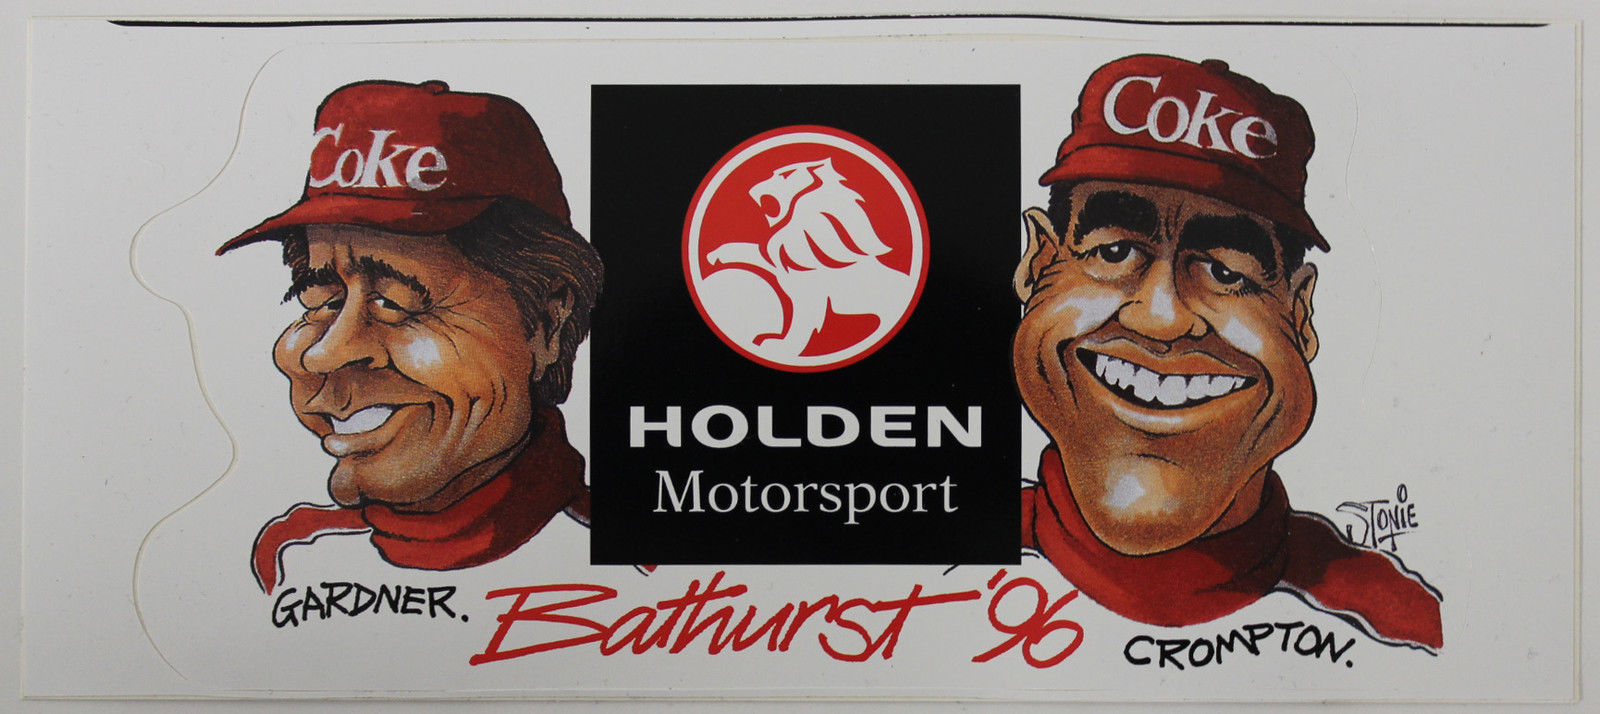 Coke
Coke
HOLDEN
Motorsport
STONIE
GARDNER.
Bathurst '96
CROMPTON.